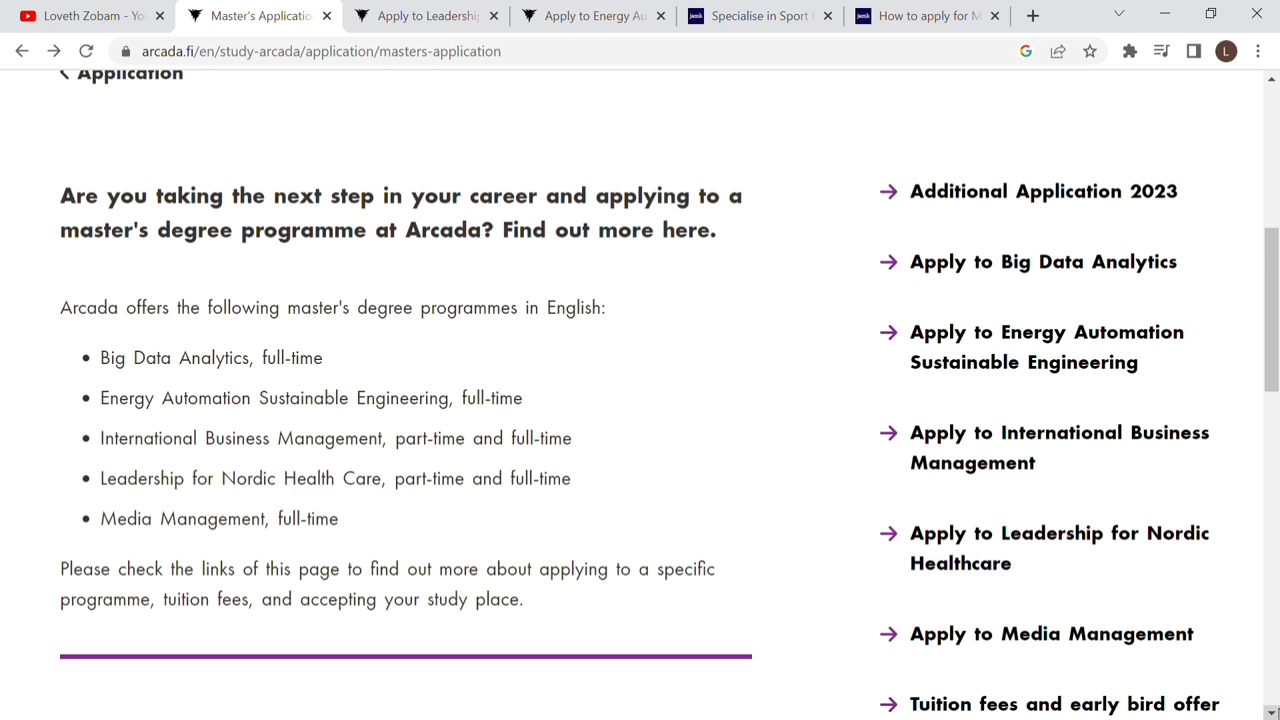 Loveth Zobam - Yo
Master's Applicatio
Apply to Leadership
Apply to Energy Au
Specialise in Sport
How to apply for M
arcada.fi/en/study-arcada/application/masters-application
L
Application
Are you taking the next step in your career and applying to a
master's degree programme at Arcada? Find out more here.
Arcada offers the following master's degree programmes in English:
• Big Data Analytics, full-time
• Energy Automation Sustainable Engineering, full-time
• International Business Management, part-time and full-time
• Leadership for Nordic Health Care, part-time and full-time
• Media Management, full-time
Please check the links of this page to find out more about applying to a specific
programme, tuition fees, and accepting your study place.
Additional Application 2023
Apply to Big Data Analytics
Apply to Energy Automation
Sustainable Engineering
Apply to International Business
Management
Apply to Leadership for Nordic
Healthcare
Apply to Media Management
Tuition fees and early bird offer